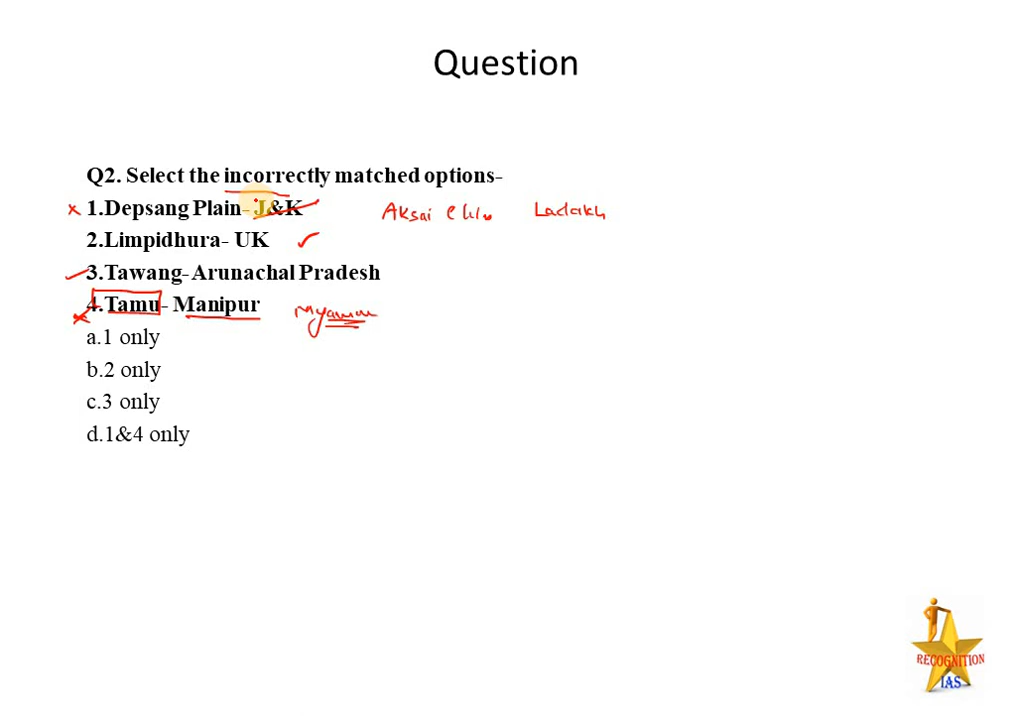 Question
Q2. Select the incorrectly matched options-
1.Depsang Plain- J&K Aksai Ladakh
2.Limpidhura- UK
3.Tawang- Arunachal Pradesh
4.Tamu- Manipur Myanmar
a.1 only
b.2 only
c.3 only
d.1&4 only
RECOGNITION
IAS